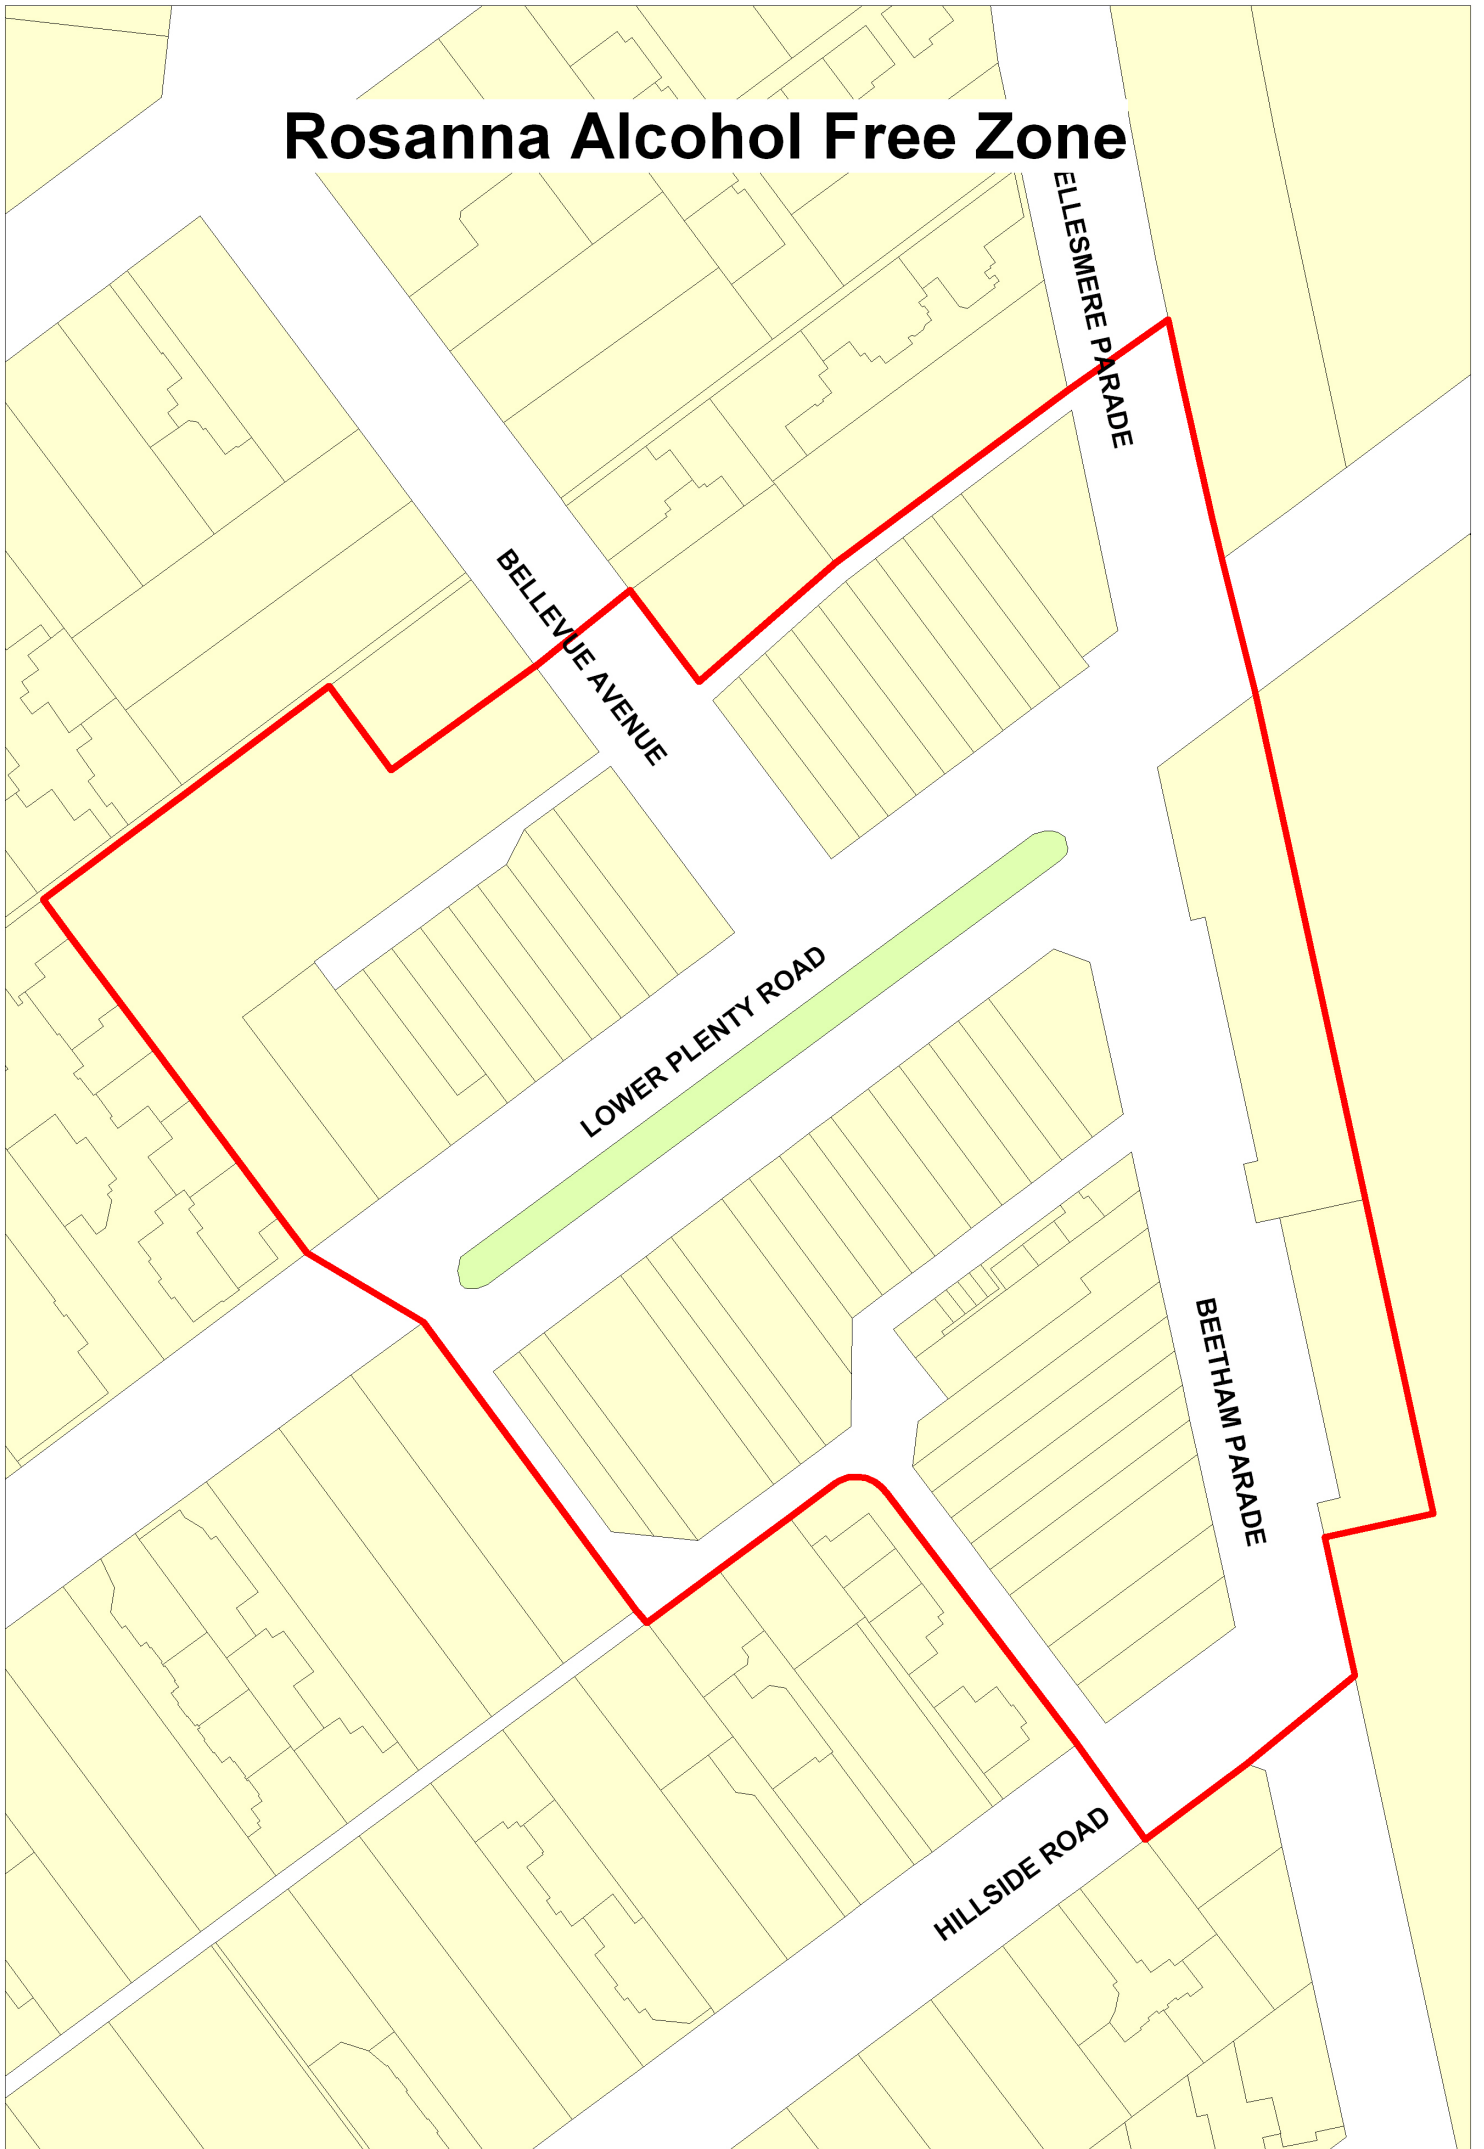 Rosanna Alcohol Free Zone
ELLESMERE PARADE
BELLEVUE AVENUE
LOWER PLENTY ROAD
BEETHAM PARADE
HILLSIDE ROAD